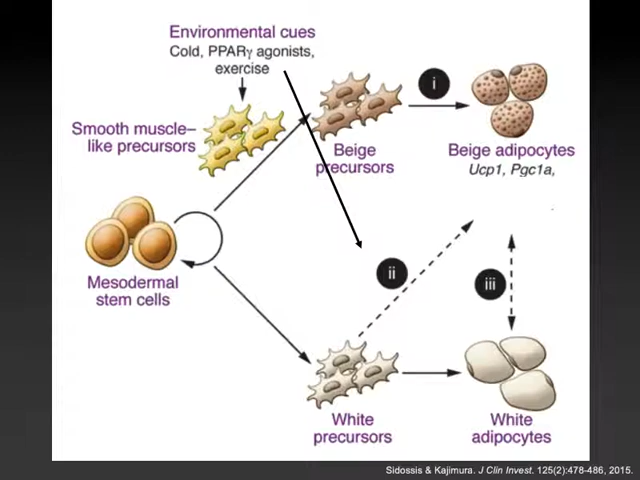 Environmental cues
Cold, PPARγ agonists,
exercise
i
Smooth muscle–
like precursors
Beige
precursors
Beige adipocytes
Ucp1, Pgc1a,
ii
iii
Mesodermal
stem cells
White
precursors
White
adipocytes
Sidossis & Kajimura. J Clin Invest. 125(2):478-486, 2015.